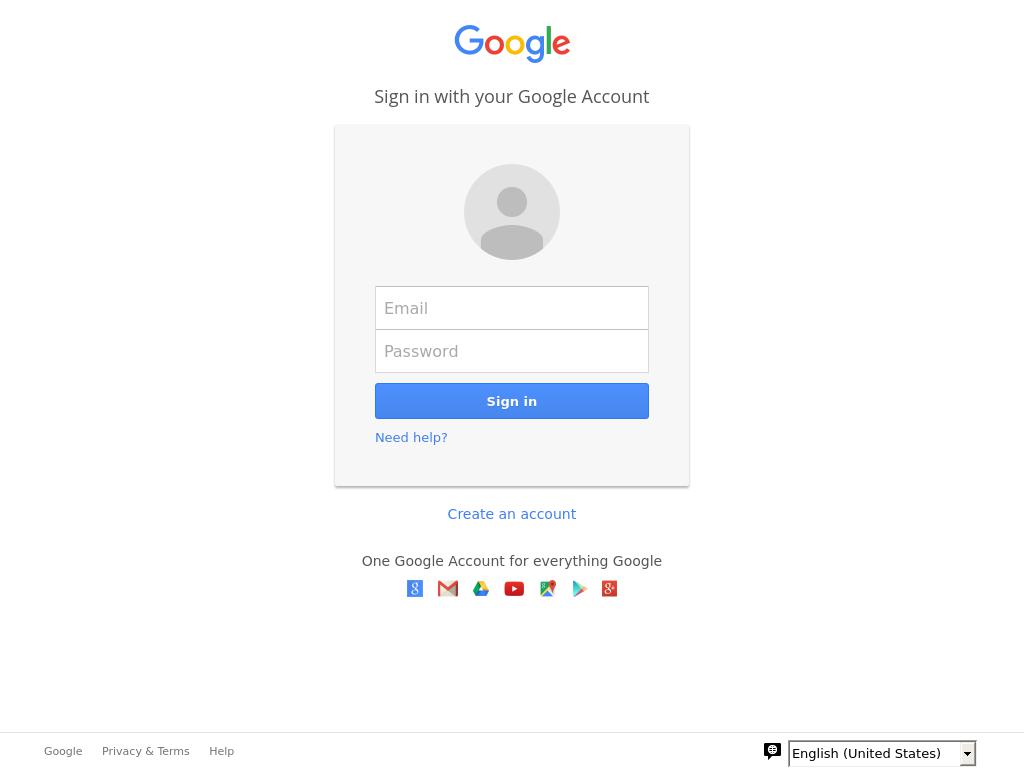 Google
Sign in with your Google Account
Email
Password
Sign in
Need help?
Create an account
One Google Account for everything Google
Google Privacy & Terms Help English (United States)